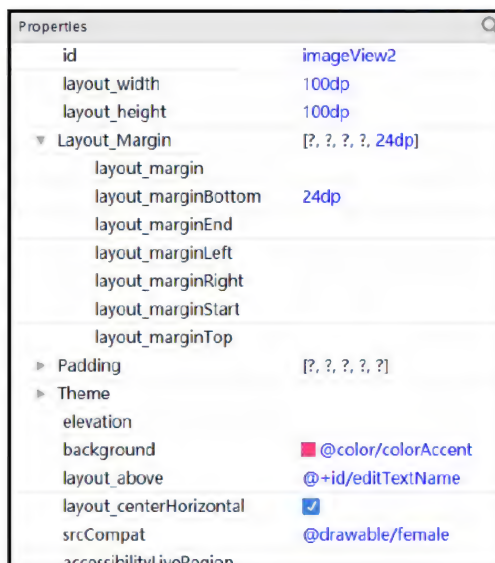 Properties
id imageView2
layout_width 100dp
layout_height 100dp
Layout_Margin [?, ?, ?, ?, 24dp]
layout_margin
layout_marginBottom 24dp
layout_marginEnd
layout_marginLeft
layout_marginRight
layout_marginStart
layout_marginTop
Padding [?, ?, ?, ?, ?]
Theme
elevation
background @color/colorAccent
layout_above @+id/editTextName
layout_centerHorizontal
srcCompat @drawable/female
accessibilityLiveRegion